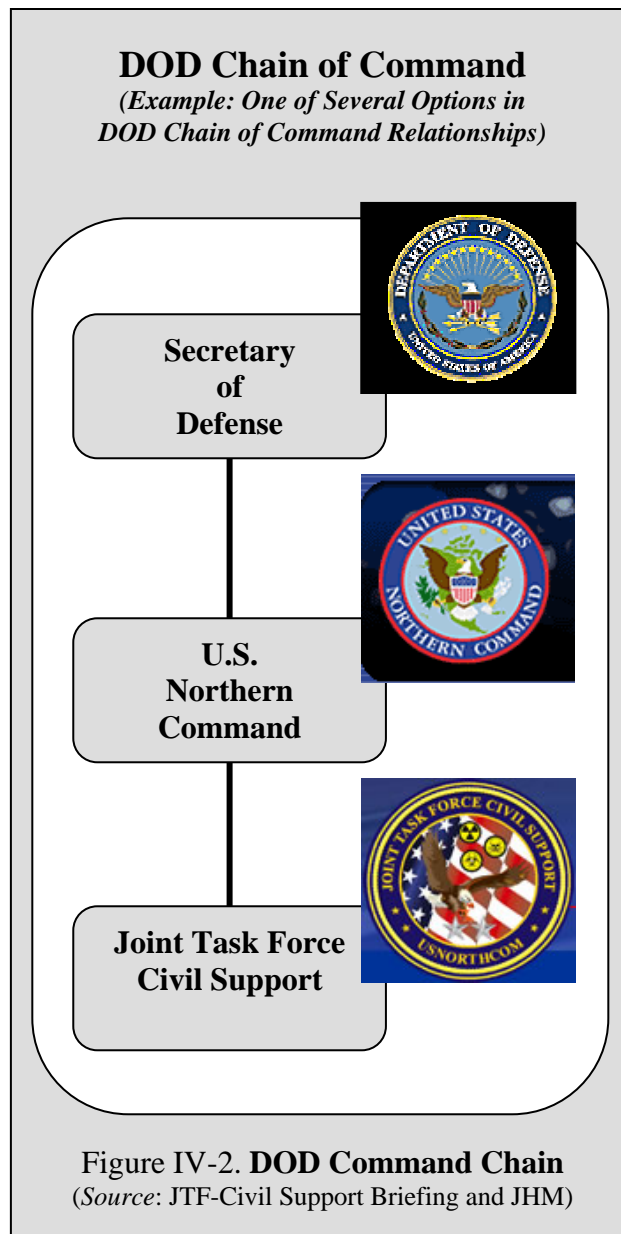 DOD Chain of Command
(Example: One of Several Options in
DOD Chain of Command Relationships)
DEPARTMENT OF DEFENSE
UNITED STATES OF AMERICA
Secretary
of
Defense
UNITED STATES
NORTHERN COMMAND
U.S.
Northern
Command
JOINT TASK FORCE CIVIL SUPPORT
USNORTHCOM
Joint Task Force
Civil Support
Figure IV-2. DOD Command Chain
(Source: JTF-Civil Support Briefing and JHM)